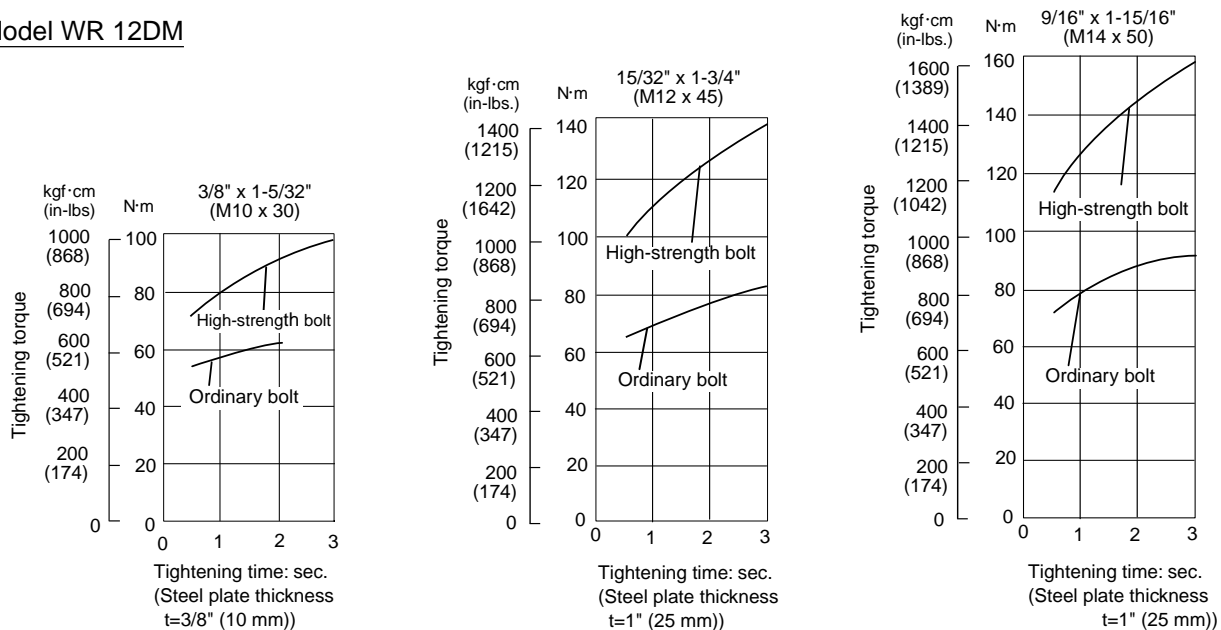 Model WR 12DM
kgf·cm
(in-lbs)
N·m
3/8" x 1-5/32"
(M10 x 30)
Tightening torque
1000
(868)
800
(694)
600
(521)
400
(347)
200
(174)
0
100
80
60
40
20
0
High-strength bolt
Ordinary bolt
0 1 2 3
Tightening time: sec.
(Steel plate thickness
t=3/8" (10 mm))
kgf·cm
(in-lbs.)
N·m
15/32" x 1-3/4"
(M12 x 45)
Tightening torque
1400
(1215)
1200
(1642)
1000
(868)
800
(694)
600
(521)
400
(347)
200
(174)
0
140
120
100
80
60
40
20
0
High-strength bolt
Ordinary bolt
0 1 2 3
Tightening time: sec.
(Steel plate thickness
t=1" (25 mm))
kgf·cm
(in-lbs.)
N·m
9/16" x 1-15/16"
(M14 x 50)
Tightening torque
1600
(1389)
1400
(1215)
1200
(1042)
1000
(868)
800
(694)
600
(521)
400
(347)
200
(174)
0
160
140
120
100
80
60
40
20
0
High-strength bolt
Ordinary bolt
0 1 2 3
Tightening time: sec.
(Steel plate thickness
t=1" (25 mm))